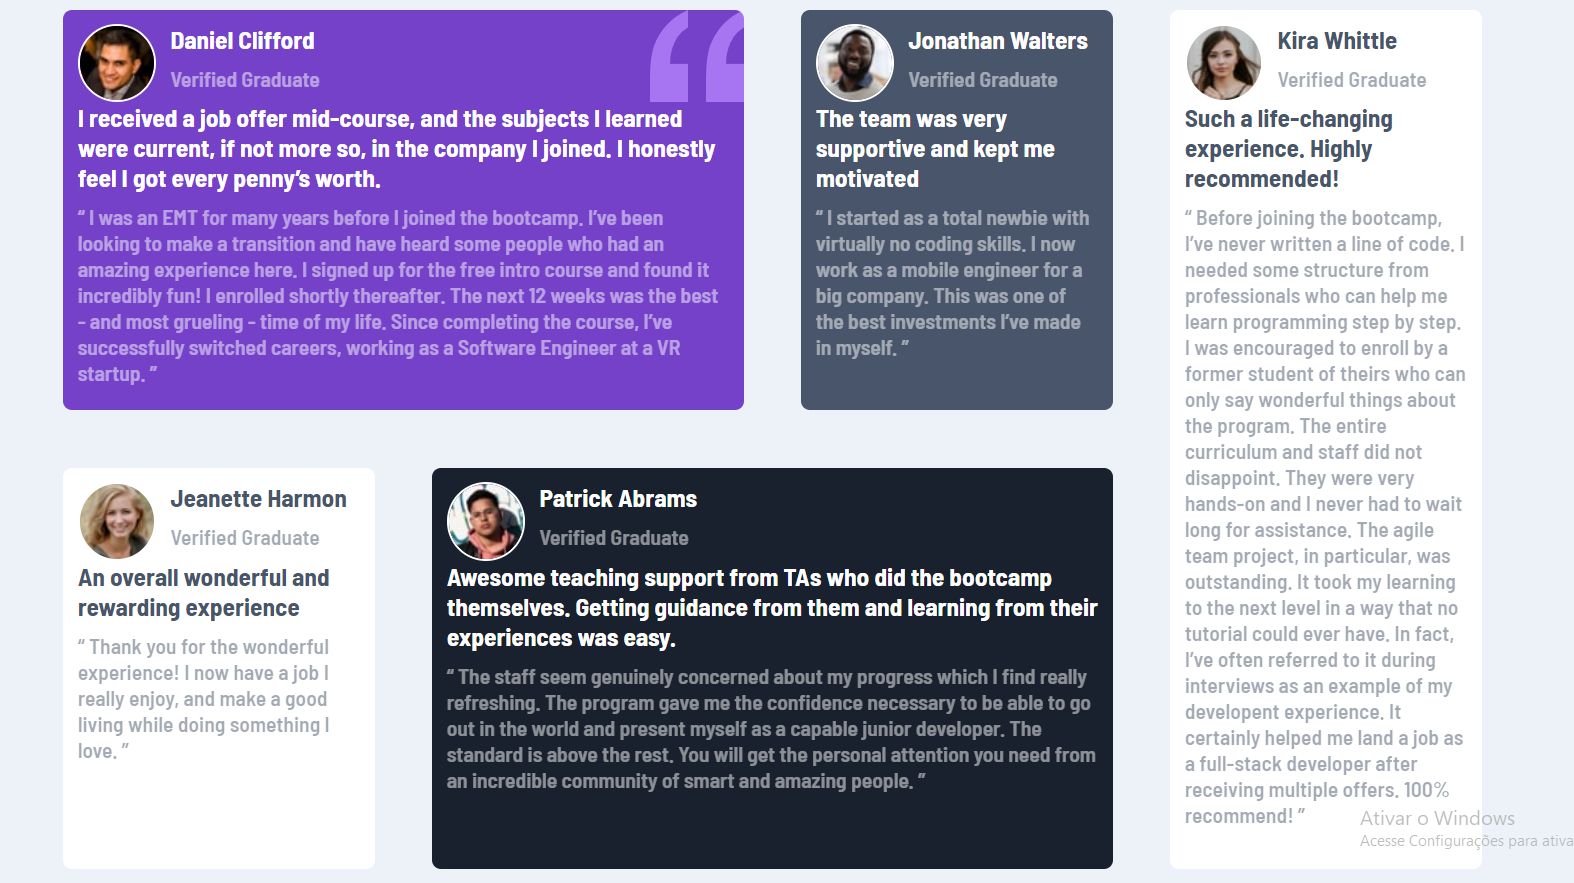 Daniel Clifford
Verified Graduate
I received a job offer mid-course, and the subjects I learned
were current, if not more so, in the company I joined. I honestly
feel I got every penny’s worth.
“ I was an EMT for many years before I joined the bootcamp. I’ve been
looking to make a transition and have heard some people who had an
amazing experience here. I signed up for the free intro course and found it
incredibly fun! I enrolled shortly thereafter. The next 12 weeks was the best
- and most grueling - time of my life. Since completing the course, I’ve
successfully switched careers, working as a Software Engineer at a VR
startup. ”
Jonathan Walters
Verified Graduate
The team was very
supportive and kept me
motivated
“ I started as a total newbie with
virtually no coding skills. I now
work as a mobile engineer for a
big company. This was one of
the best investments I’ve made
in myself. ”
Kira Whittle
Verified Graduate
Such a life-changing
experience. Highly
recommended!
“ Before joining the bootcamp,
I’ve never written a line of code. I
needed some structure from
professionals who can help me
learn programming step by step.
I was encouraged to enroll by a
former student of theirs who can
only say wonderful things about
the program. The entire
curriculum and staff did not
disappoint. They were very
hands-on and I never had to wait
long for assistance. The agile
team project, in particular, was
outstanding. It took my learning
to the next level in a way that no
tutorial could ever have. In fact,
I’ve often referred to it during
interviews as an example of my
developent experience. It
certainly helped me land a job as
a full-stack developer after
receiving multiple offers. 100%
recommend! ”
Jeanette Harmon
Verified Graduate
An overall wonderful and
rewarding experience
“ Thank you for the wonderful
experience! I now have a job I
really enjoy, and make a good
living while doing something I
love. ”
Patrick Abrams
Verified Graduate
Awesome teaching support from TAs who did the bootcamp
themselves. Getting guidance from them and learning from their
experiences was easy.
“ The staff seem genuinely concerned about my progress which I find really
refreshing. The program gave me the confidence necessary to be able to go
out in the world and present myself as a capable junior developer. The
standard is above the rest. You will get the personal attention you need from
an incredible community of smart and amazing people. ”
Ativar o Windows
Acesse Configurações para ativa